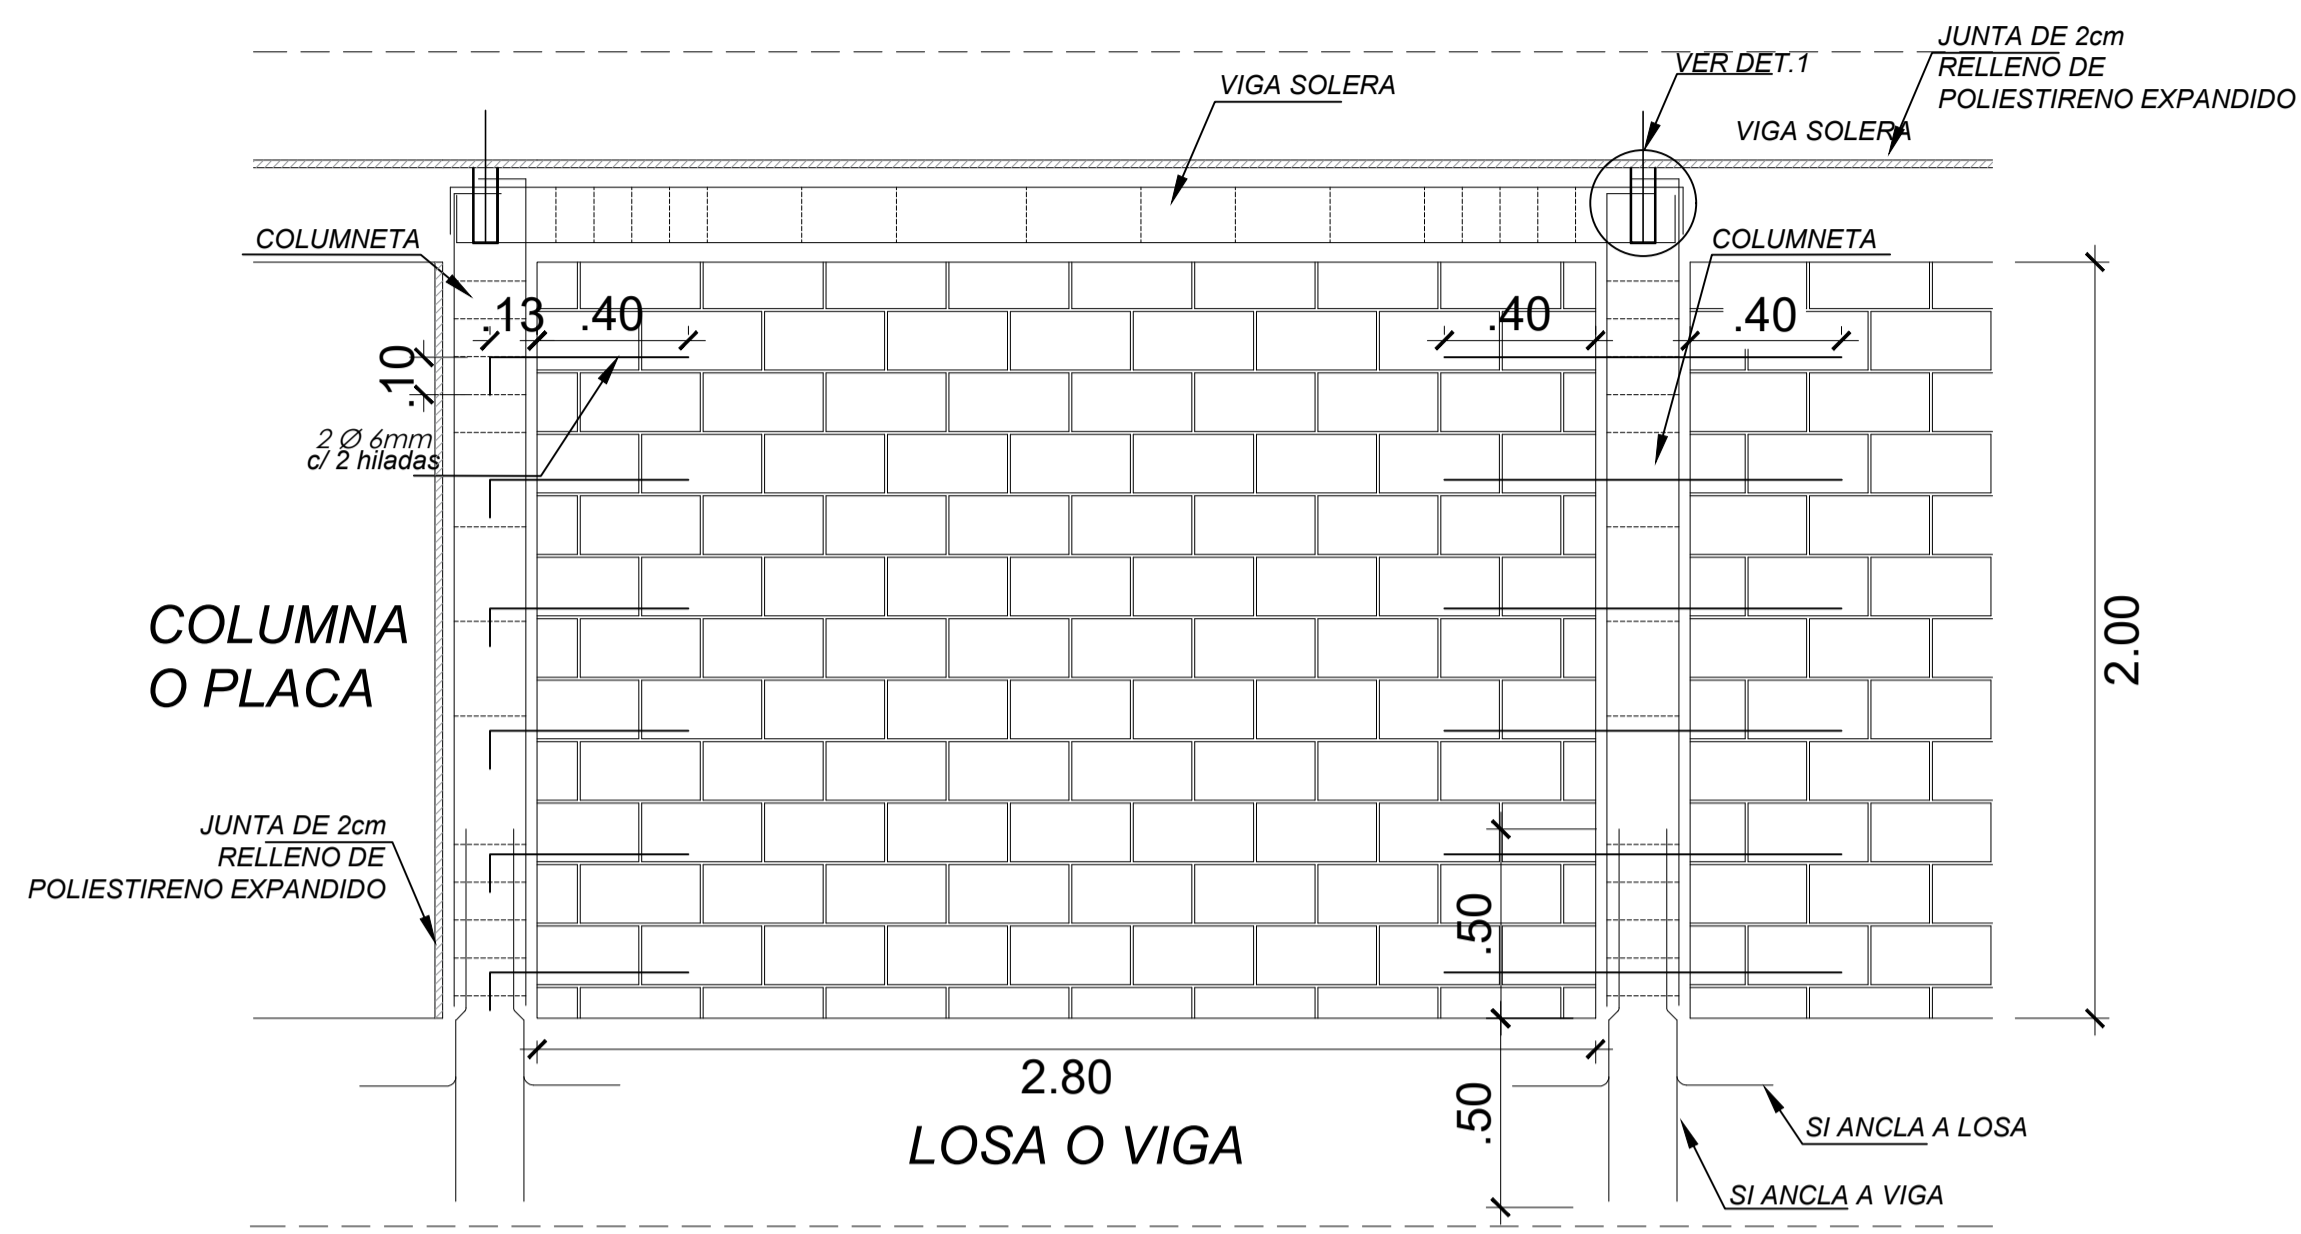 JUNTA DE 2cm
RELLENO DE
POLIESTIRENO EXPANDIDO
VER DET.1
VIGA SOLERA
VIGA SOLERA
COLUMNETA
COLUMNETA
.13
.40
.40
.40
.10
2 Ø 6mm
c/ 2 hiladas
COLUMNA
O PLACA
2.00
JUNTA DE 2cm
RELLENO DE
POLIESTIRENO EXPANDIDO
.50
2.80
.50
LOSA O VIGA
SI ANCLA A LOSA
SI ANCLA A VIGA